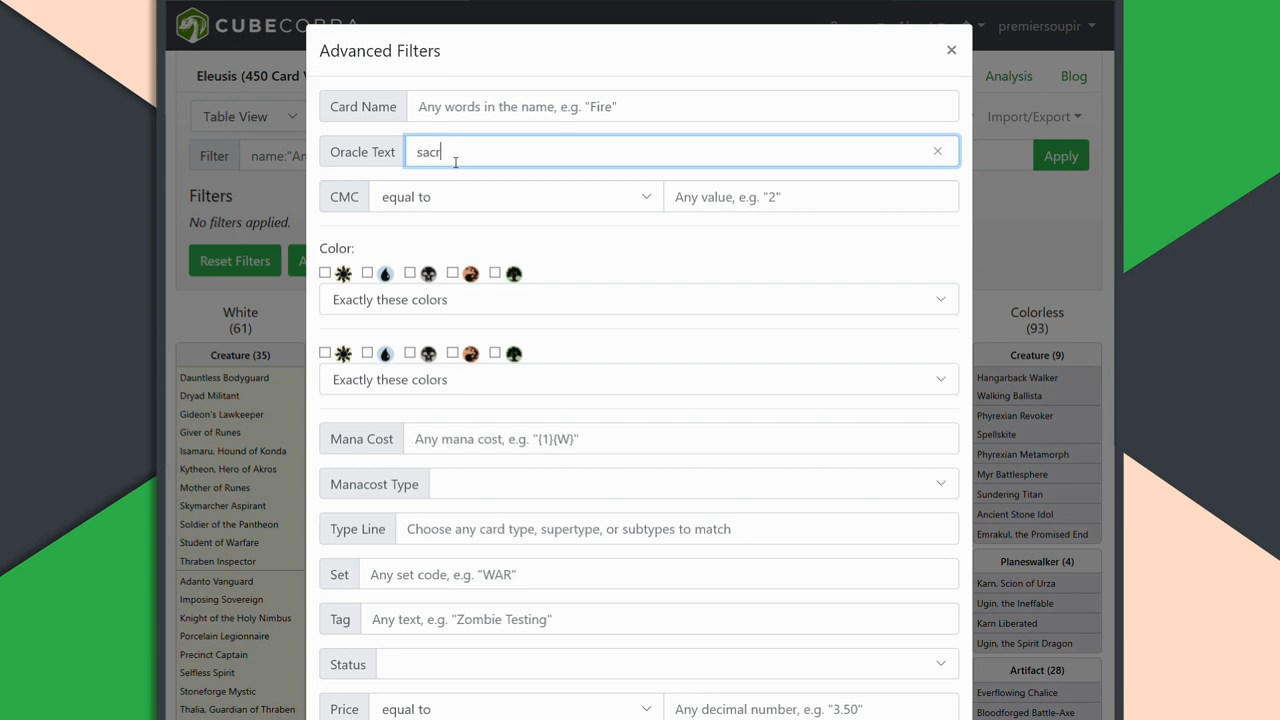 CUBECOBRA
premiersoupir
Advanced Filters
×
Eleusis (450 Card
Analysis
Blog
Table View
Import/Export
Card Name
Any words in the name, e.g. "Fire"
Filter
Oracle Text
sacr
×
Apply
Filters
CMC
equal to
Any value, e.g. "2"
No filters applied.
Reset Filters
Color:
Exactly these colors
White
(61)
Colorless
(93)
Exactly these colors
Creature (35)
Dauntless Bodyguard
Dryad Militant
Gideon's Lawkeeper
Giver of Runes
Isamaru, Hound of Konda
Kytheon, Hero of Akros
Mother of Runes
Skymarcher Aspirant
Soldier of the Pantheon
Student of Warfare
Thraben Inspector
Adanto Vanguard
Imposing Sovereign
Knight of the Holy Nimbus
Porcelain Legionnaire
Precinct Captain
Selfless Spirit
Stoneforge Mystic
Thalia, Guardian of Thraben
Mana Cost
Any mana cost, e.g. "{1}{W}"
Manacost Type
Type Line
Choose any card type, supertype, or subtypes to match
Set
Any set code, e.g. "WAR"
Tag
Any text, e.g. "Zombie Testing"
Status
Price
equal to
Any decimal number, e.g. "3.50"
Creature (9)
Hangarback Walker
Walking Ballista
Phyrexian Revoker
Spellskite
Phyrexian Metamorph
Myr Battlesphere
Sundering Titan
Ancient Stone Idol
Emrakul, the Promised End
Planeswalker (4)
Karn, Scion of Urza
Ugin, the Ineffable
Karn Liberated
Ugin, the Spirit Dragon
Artifact (28)
Everflowing Chalice
Bloodforged Battle-Axe